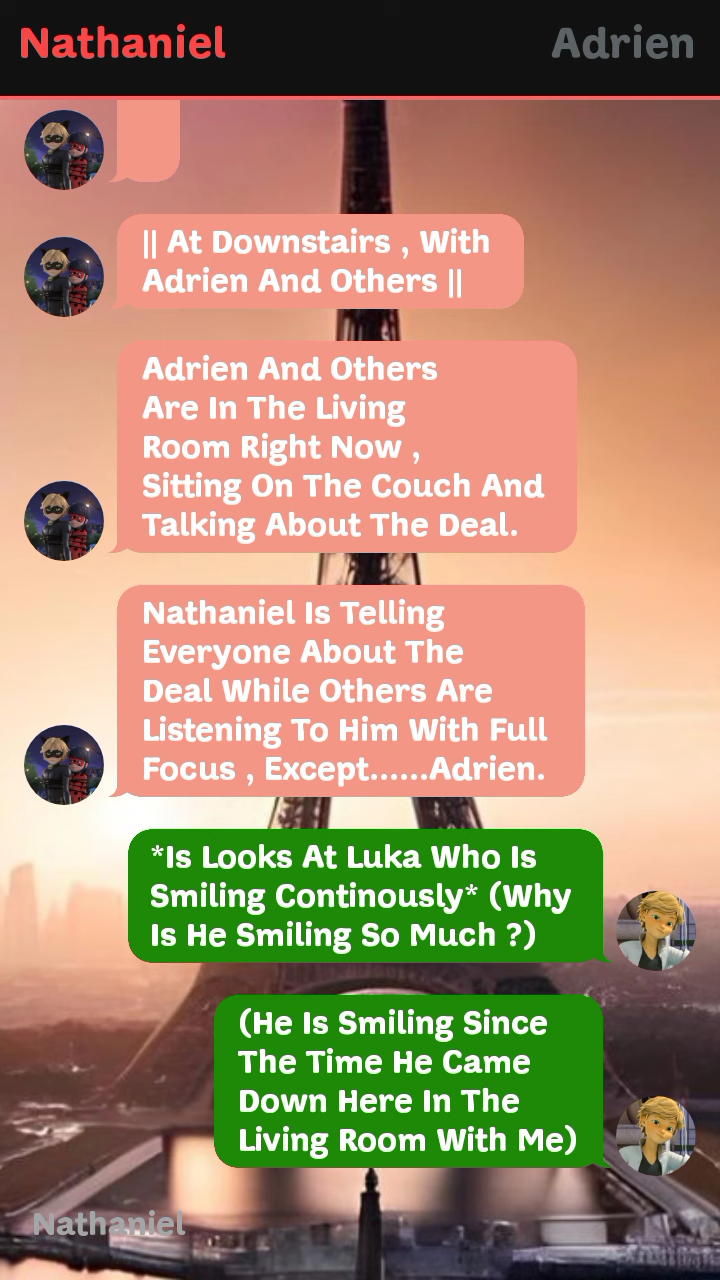 Nathaniel
Adrien
|| At Downstairs , With
Adrien And Others ||
Adrien And Others
Are In The Living
Room Right Now ,
Sitting On The Couch And
Talking About The Deal.
Nathaniel Is Telling
Everyone About The
Deal While Others Are
Listening To Him With Full
Focus , Except......Adrien.
*Is Looks At Luka Who Is
Smiling Continously* (Why
Is He Smiling So Much ?)
(He Is Smiling Since
The Time He Came
Down Here In The
Living Room With Me)
Nathaniel